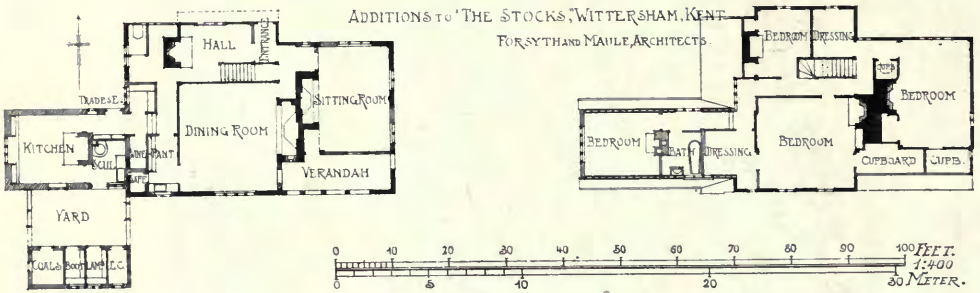 ADDITIONS TO 'THE STOCKS,' WITTERSHAM, KENT
FORSYTH AND MAULE, ARCHITECTS.
HALL
ENTRANCE
TRADES E.
KITCHEN
SCUL
WINE
PANT
SAFE
DINING ROOM
SITTING ROOM
VERANDAH
YARD
COALS
BOOTS
LAMPS
E.C.
BEDROOM
DRESSING
CUPB.
BEDROOM
BEDROOM
BATH
DRESSING
BEDROOM
CUPBOARD
CUPB.
0 10 20 30 40 50 60 70 80 90 100 FEET.
1:400
0 5 10 20 30 METER.